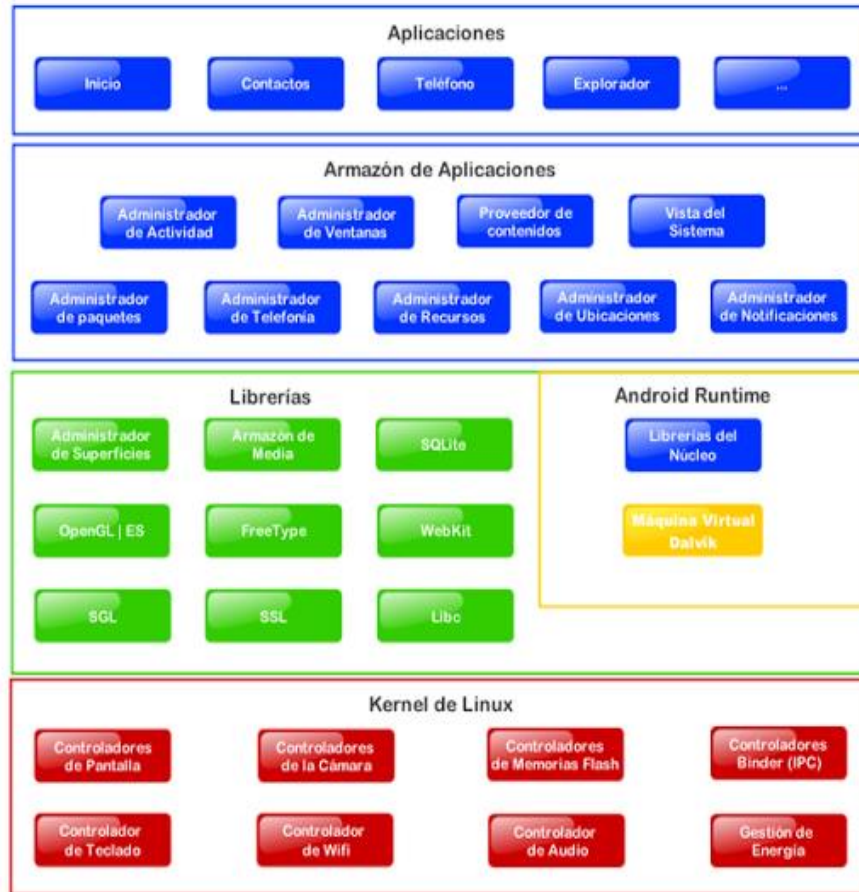 Aplicaciones
Inicio
Contactos
Teléfono
Explorador
...
Armazón de Aplicaciones
Administrador
de Actividad
Administrador
de Ventanas
Proveedor de
contenidos
Vista del
Sistema
Administrador
de paquetes
Administrador
de Telefonía
Administrador
de Recursos
Administrador
de Ubicaciones
Administrador
de Notificaciones
Librerías
Administrador
de Superficies
Armazón de
Media
SQLite
OpenGL | ES
FreeType
WebKit
SGL
SSL
Libc
Android Runtime
Librerías del
Núcleo
Máquina Virtual
Dalvik
Kernel de Linux
Controladores
de Pantalla
Controladores
de la Cámara
Controladores
de Memorias Flash
Controladores
Binder (IPC)
Controlador
de Teclado
Controlador
de Wifi
Controlador
de Audio
Gestión de
Energía